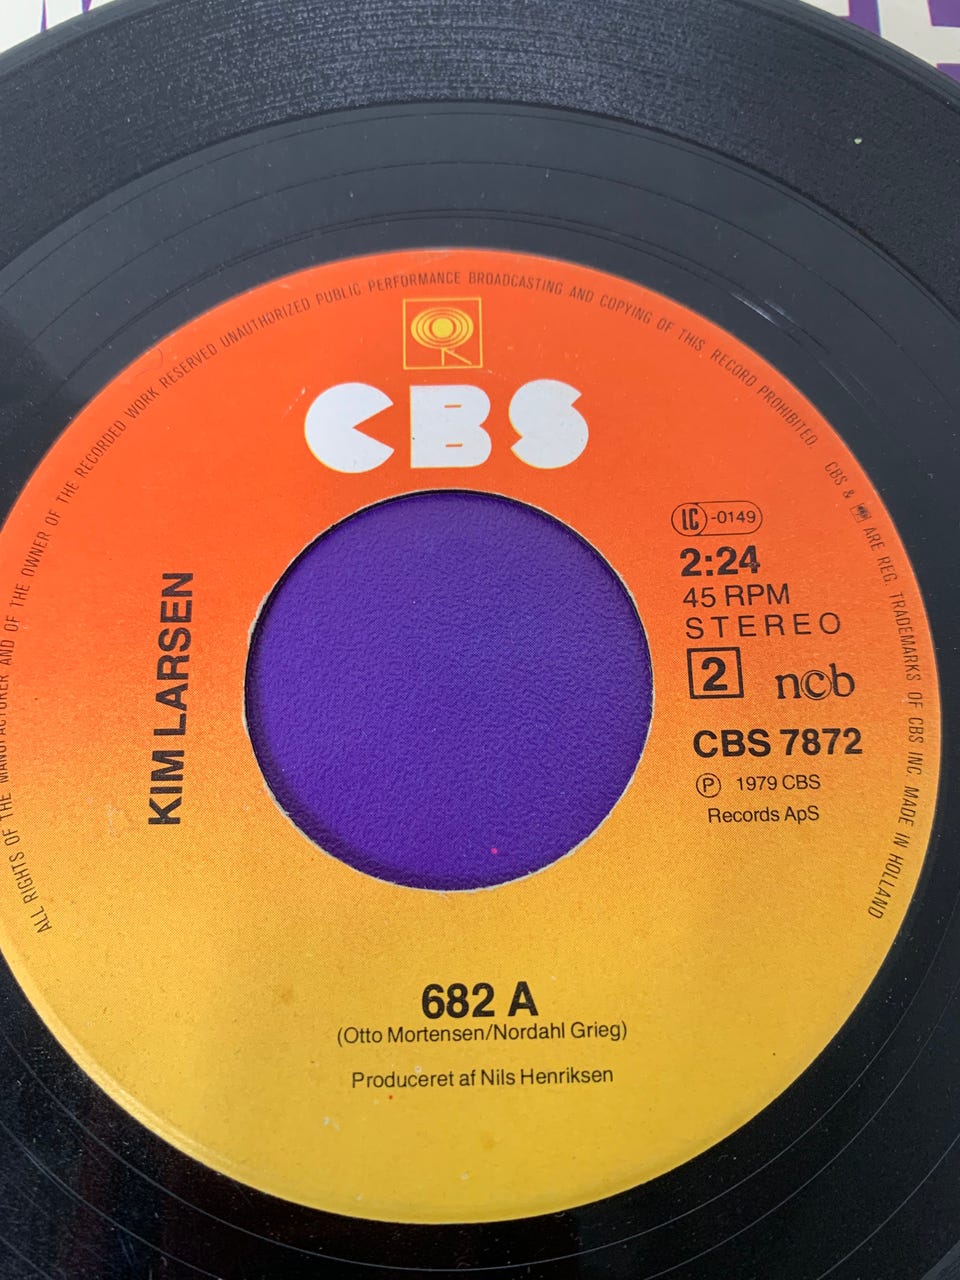 ALL RIGHTS OF THE MANUFACTURER AND OF THE OWNER OF THE RECORDED WORK RESERVED UNAUTHORIZED PUBLIC PERFORMANCE BROADCASTING AND COPYING OF THIS RECORD PROHIBITED. CBS & ARE REG. TRADEMARKS OF CBS INC MADE IN HOLLAND
CBS
KIM LARSEN
LC-0149
2:24
45 RPM
STEREO
2 ncb
CBS 7872
Ⓟ 1979 CBS
Records ApS
682 A
(Otto Mortensen/Nordahl Grieg)
Produceret af Nils Henriksen